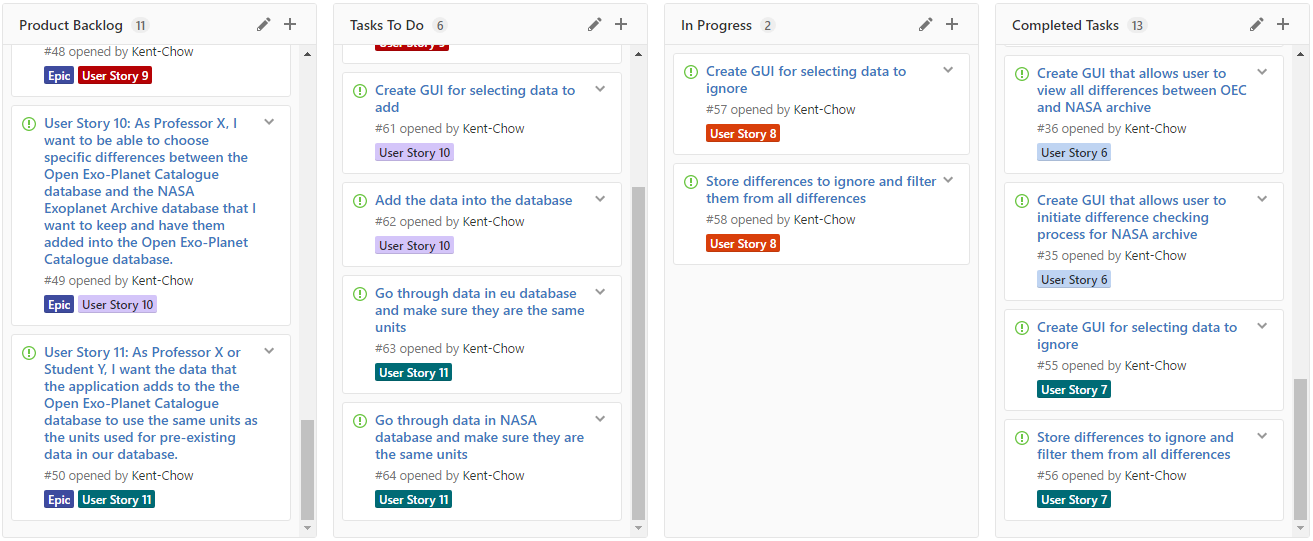 Product Backlog 11
#48 opened by Kent-Chow
Epic User Story 9
User Story 10: As Professor X, I
want to be able to choose
specific differences between the
Open Exo-Planet Catalogue
database and the NASA
Exoplanet Archive database that I
want to keep and have them
added into the Open Exo-Planet
Catalogue database.
#49 opened by Kent-Chow
Epic User Story 10
User Story 11: As Professor X or
Student Y, I want the data that
the application adds to the the
Open Exo-Planet Catalogue
database to use the same units as
the units used for pre-existing
data in our database.
#50 opened by Kent-Chow
Epic User Story 11
Tasks To Do 6
User Story 9
Create GUI for selecting data to
add
#61 opened by Kent-Chow
User Story 10
Add the data into the database
#62 opened by Kent-Chow
User Story 10
Go through data in eu database
and make sure they are the same
units
#63 opened by Kent-Chow
User Story 11
Go through data in NASA
database and make sure they are
the same units
#64 opened by Kent-Chow
User Story 11
In Progress 2
Create GUI for selecting data to
ignore
#57 opened by Kent-Chow
User Story 8
Store differences to ignore and filter
them from all differences
#58 opened by Kent-Chow
User Story 8
Completed Tasks 13
Create GUI that allows user to
view all differences between OEC
and NASA archive
#36 opened by Kent-Chow
User Story 6
Create GUI that allows user to
initiate difference checking
process for NASA archive
#35 opened by Kent-Chow
User Story 6
Create GUI for selecting data to
ignore
#55 opened by Kent-Chow
User Story 7
Store differences to ignore and
filter them from all differences
#56 opened by Kent-Chow
User Story 7